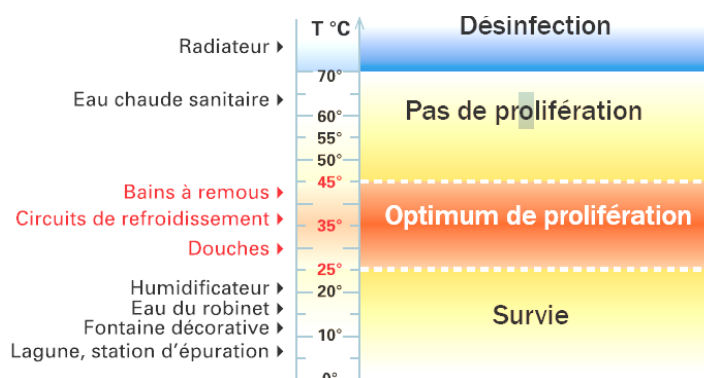 T °C
Désinfection
Radiateur
70°
Eau chaude sanitaire
Pas de prolifération
60°
55°
50°
45°
Bains à remous
Circuits de refroidissement
35°
Optimum de prolifération
Douches
25°
Humidificateur
20°
Eau du robinet
Survie
Fontaine décorative
10°
Lagune, station d'épuration
0°